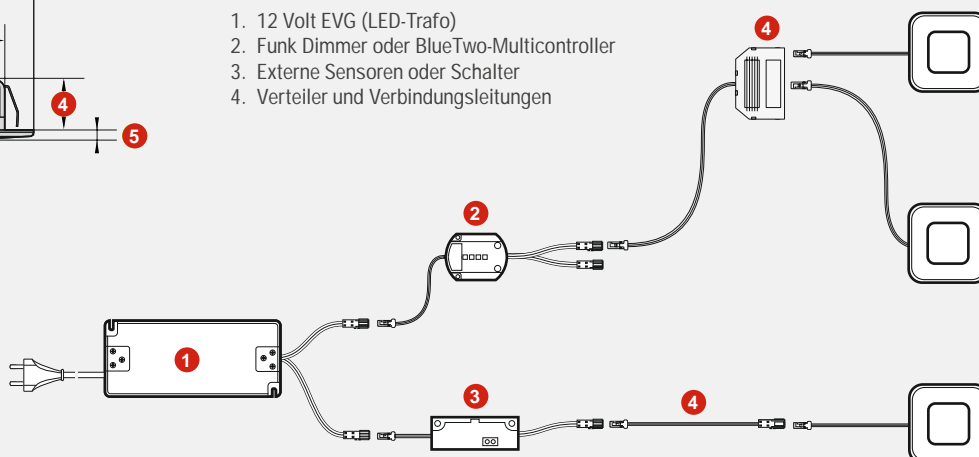 1. 12 Volt EVG (LED-Trafo)
2. Funk Dimmer oder BlueTwo-Multicontroller
3. Externe Sensoren oder Schalter
4. Verteiler und Verbindungsleitungen
4
4
5
2
1
3
4